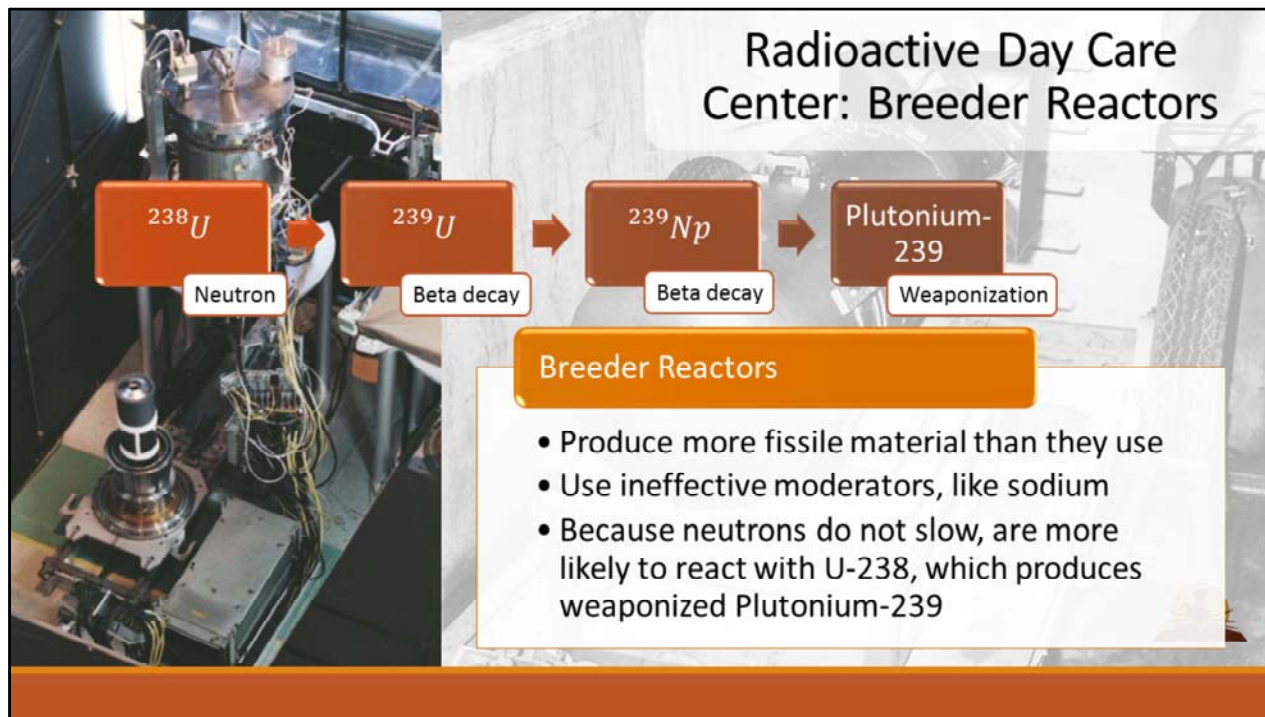 Radioactive Day Care
Center: Breeder Reactors
²³⁸U
Neutron
²³⁹U
Beta decay
²³⁹Np
Beta decay
Plutonium-
239
Weaponization
Breeder Reactors
• Produce more fissile material than they use
• Use ineffective moderators, like sodium
• Because neutrons do not slow, are more
likely to react with U-238, which produces
weaponized Plutonium-239